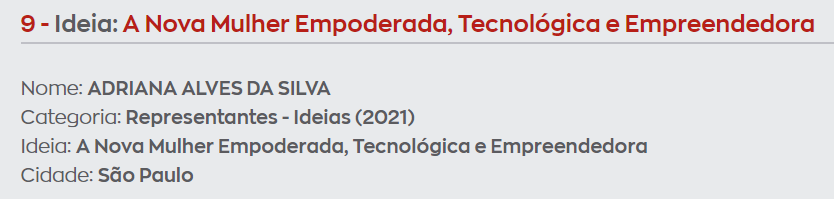 9 - Ideia: A Nova Mulher Empoderada, Tecnológica e Empreendedora
Nome: ADRIANA ALVES DA SILVA
Categoria: Representantes - Ideias (2021)
Ideia: A Nova Mulher Empoderada, Tecnológica e Empreendedora
Cidade: São Paulo